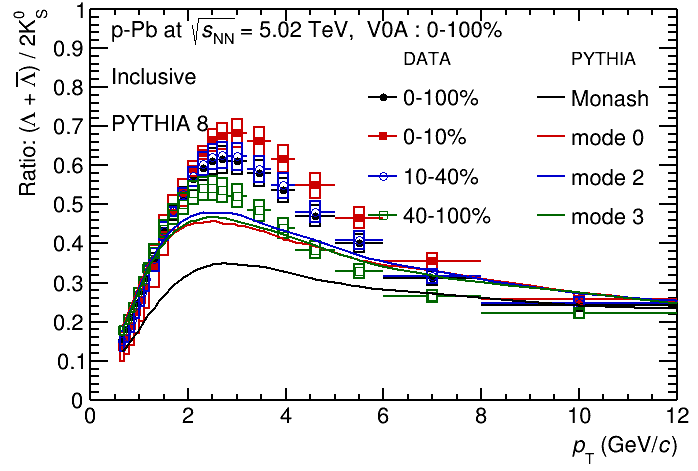 1
0.9
0.8
0.7
0.6
0.5
0.4
0.3
0.2
0.1
0
Ratio: (Λ + Λ̅) / 2K⁰_S
p-Pb at √s_NN = 5.02 TeV, V0A : 0-100%
Inclusive
PYTHIA 8
DATA
0-100%
0-10%
10-40%
40-100%
PYTHIA
Monash
mode 0
mode 2
mode 3
0 2 4 6 8 10 12
p_T (GeV/c)